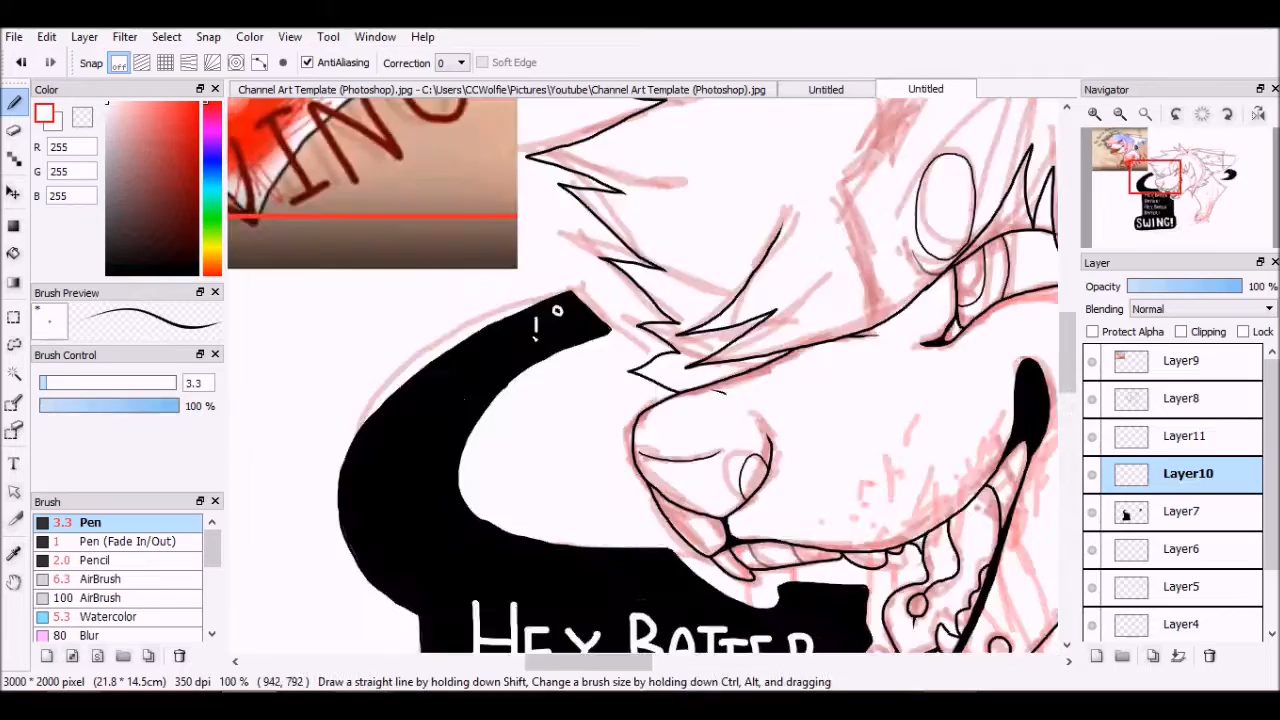 File Edit Layer Filter Select Snap Color View Tool Window Help
Snap off AntiAliasing Correction 0 Soft Edge
Color
Channel Art Template (Photoshop).jpg - C:\Users\CCWolfie\Pictures\Youtube\Channel Art Template (Photoshop).jpg Untitled Untitled
Navigator
R 255
G 255
B 255
SWING!
Layer
Opacity 100 %
Brush Preview
Blending Normal
Protect Alpha Clipping Lock
Brush Control
3.3
100 %
Layer9
Layer8
Layer11
Layer10
Layer7
Layer6
Layer5
Layer4
Brush
3.3 Pen
1 Pen (Fade In/Out)
2.0 Pencil
6.3 AirBrush
100 AirBrush
5.3 Watercolor
80 Blur
HEY BATTER
3000 * 2000 pixel (21.8 * 14.5cm) 350 dpi 100 % ( 942, 792 ) Draw a straight line by holding down Shift, Change a brush size by holding down Ctrl, Alt, and dragging